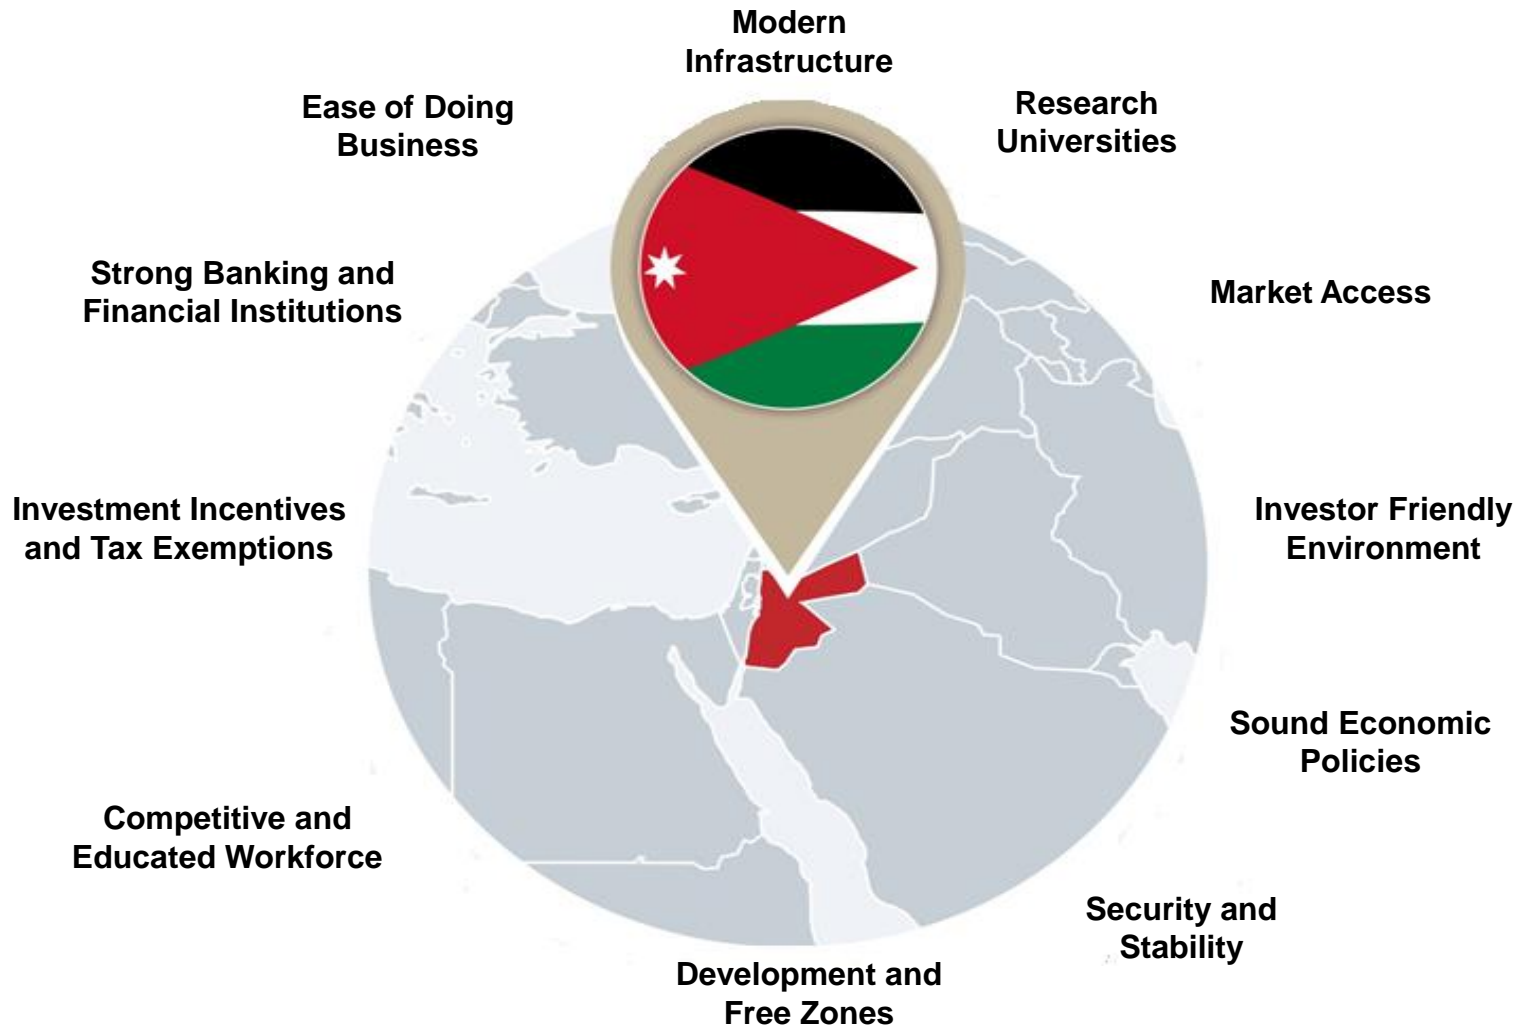 Modern
Infrastructure
Ease of Doing
Business
Research
Universities
Strong Banking and
Financial Institutions
Market Access
Investment Incentives
and Tax Exemptions
Investor Friendly
Environment
Sound Economic
Policies
Competitive and
Educated Workforce
Security and
Stability
Development and
Free Zones